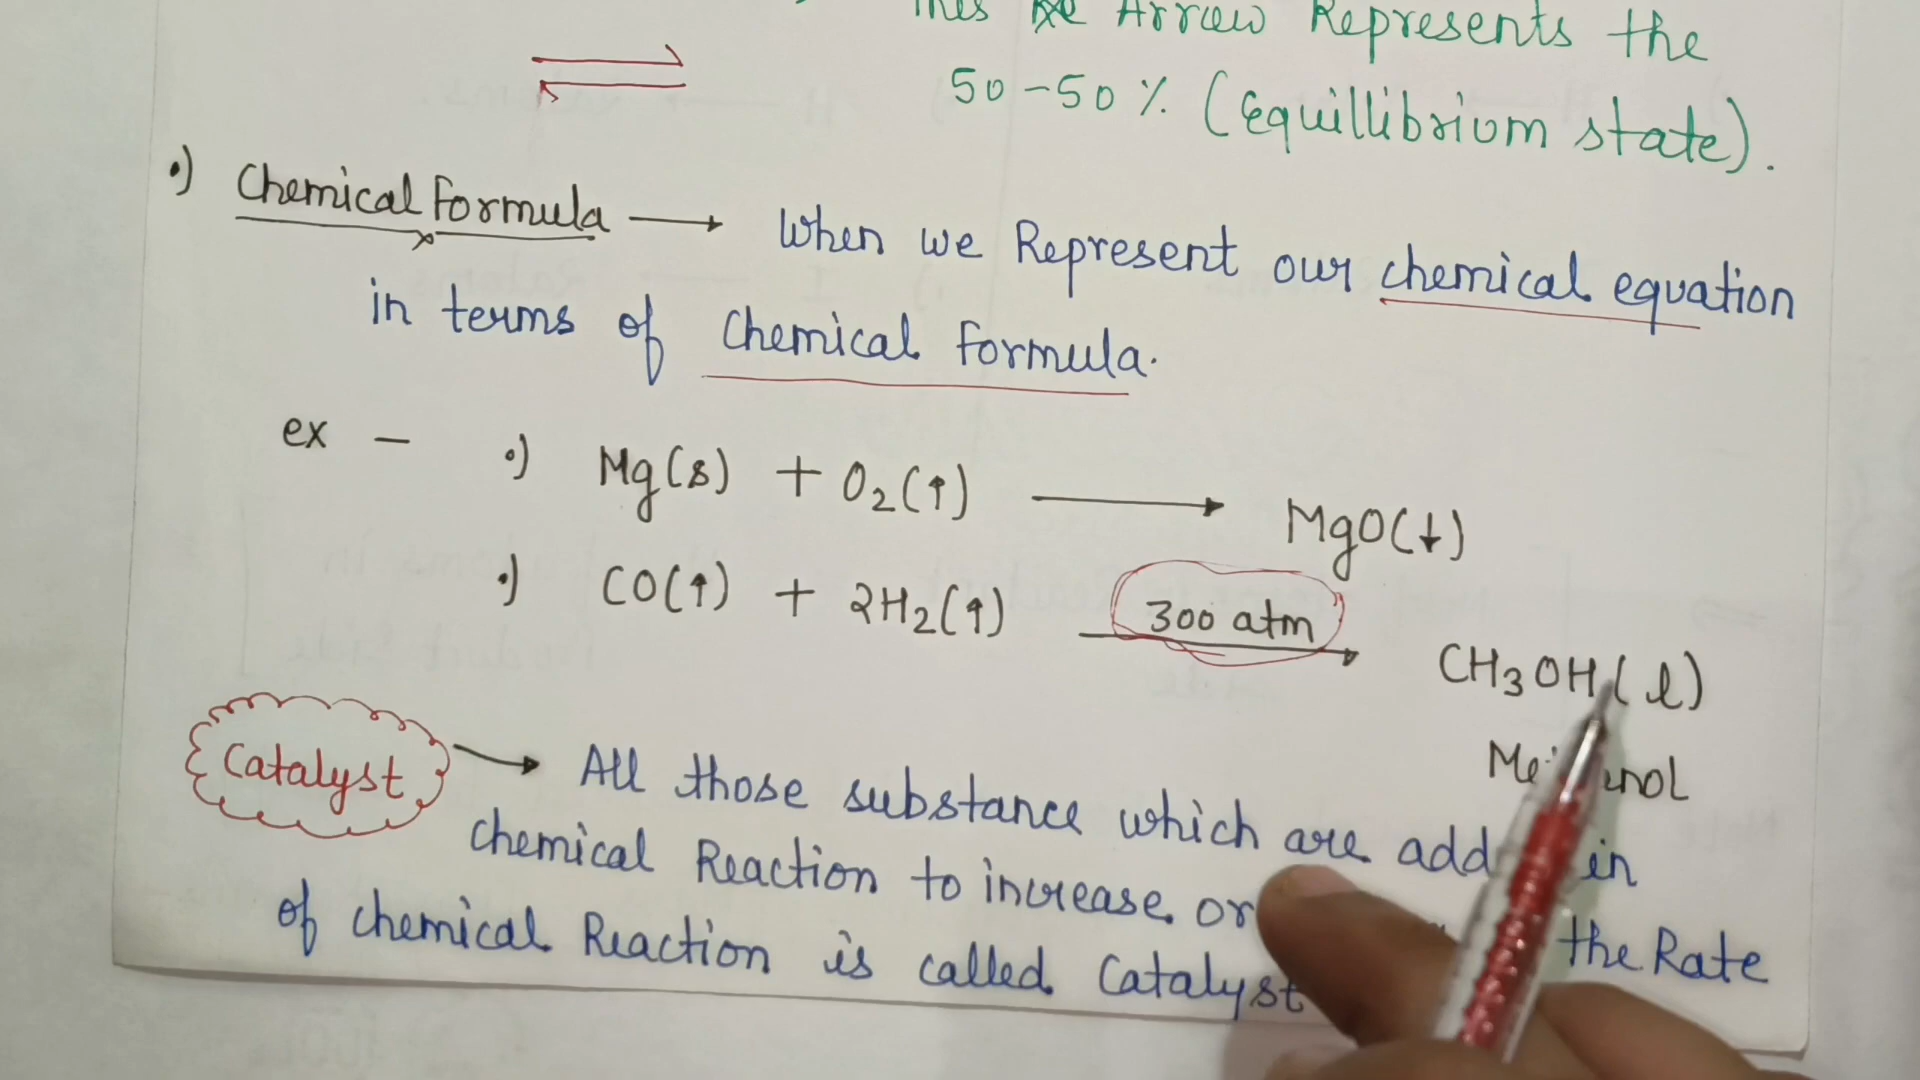 Arrow Represents the
50-50% (Equillibrium state).
•) Chemical Formula → When we Represent our chemical equation
in terms of Chemical Formula.
ex - •) Mg(s) + O₂(↑) → MgO(↓)
•) CO(↑) + 2H₂(↑) 300 atm → CH₃OH(l)
Catalyst → All those substance which are in
chemical Reaction to increase or the Rate
of chemical Reaction is called Catalyst